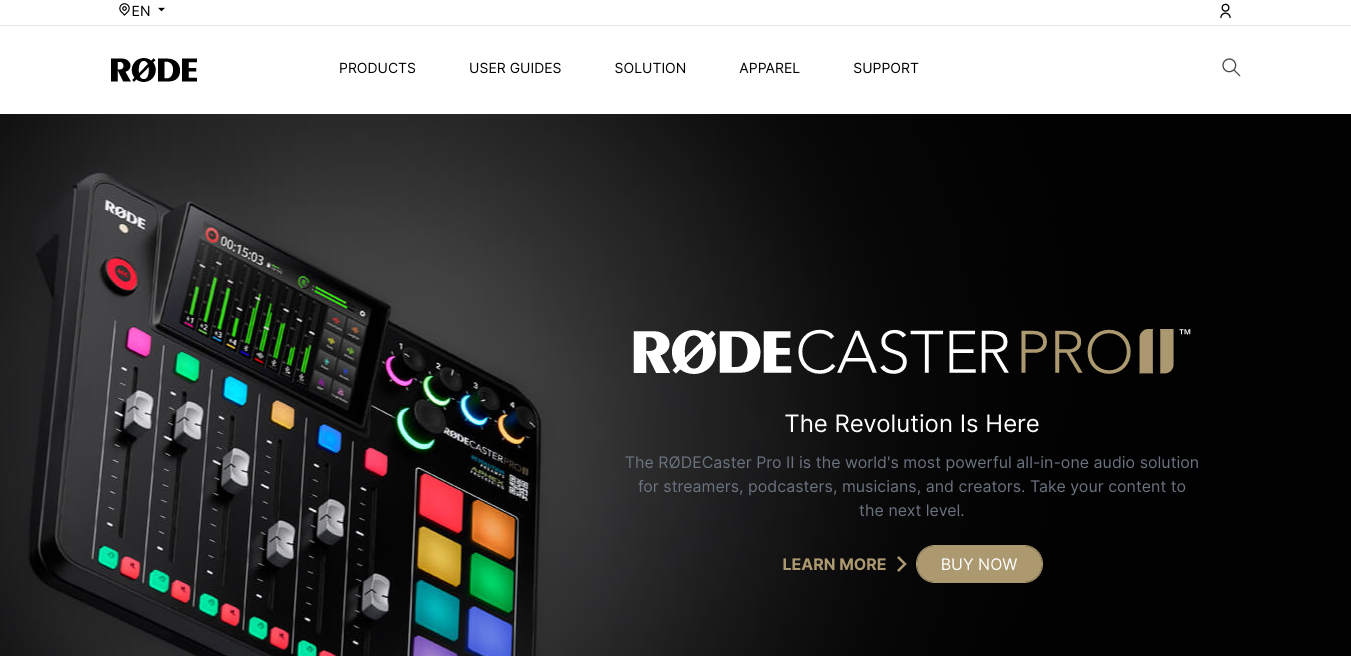 EN
RØDE
PRODUCTS
USER GUIDES
SOLUTION
APPAREL
SUPPORT
RØDE
00:15:03
1
2
3
4
RØDECASTER PRO II
RØDECASTER PRO II™
The Revolution Is Here
The RØDECaster Pro II is the world's most powerful all-in-one audio solution
for streamers, podcasters, musicians, and creators. Take your content to
the next level.
LEARN MORE
BUY NOW